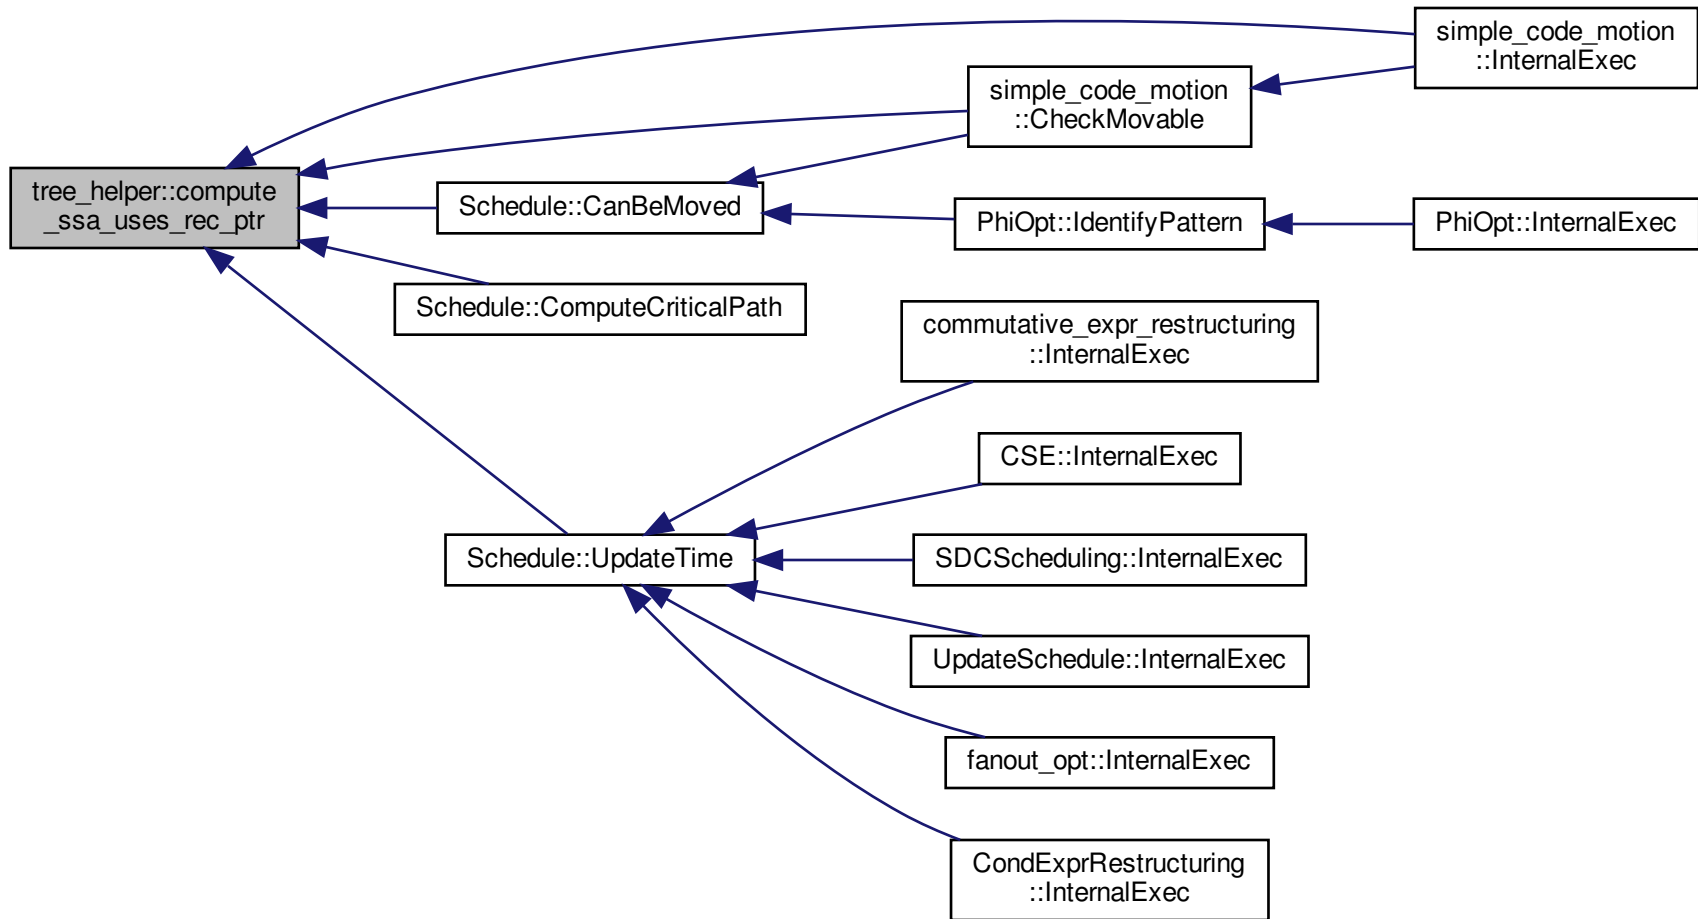 simple_code_motion
::InternalExec
simple_code_motion
::CheckMovable
tree_helper::compute
_ssa_uses_rec_ptr
Schedule::CanBeMoved
PhiOpt::IdentifyPattern
PhiOpt::InternalExec
Schedule::ComputeCriticalPath
commutative_expr_restructuring
::InternalExec
CSE::InternalExec
Schedule::UpdateTime
SDCScheduling::InternalExec
UpdateSchedule::InternalExec
fanout_opt::InternalExec
CondExprRestructuring
::InternalExec